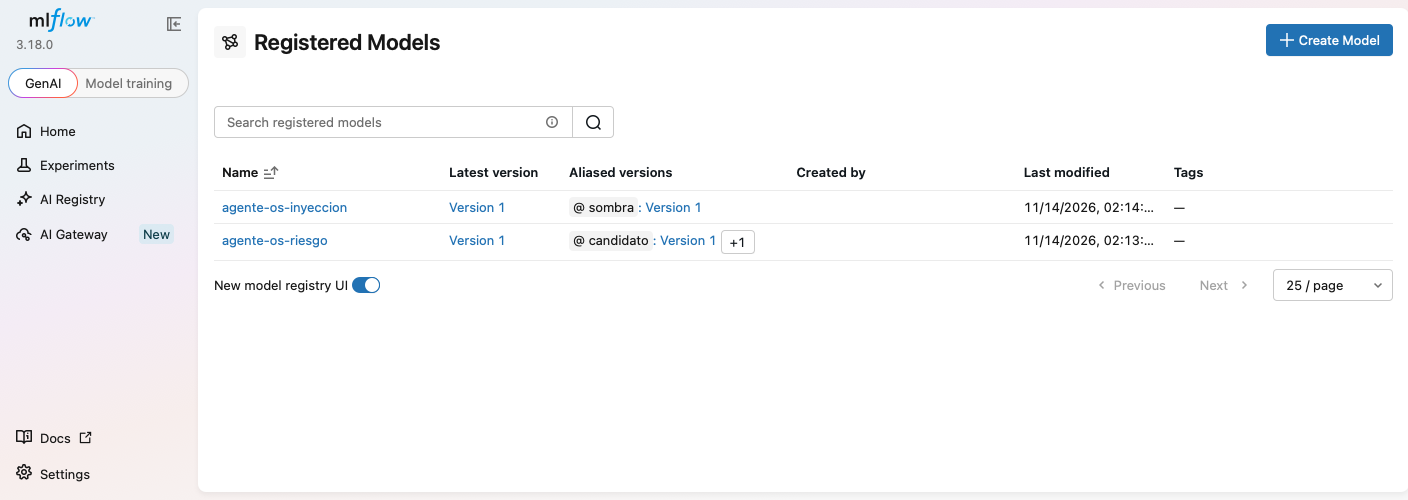 mlflow
3.18.0
GenAI Model training
Home
Experiments
AI Registry
AI Gateway New
Docs
Settings
Registered Models
+ Create Model
Search registered models
Name Latest version Aliased versions Created by Last modified Tags
agente-os-inyeccion Version 1 @ sombra : Version 1 11/14/2026, 02:14:... —
agente-os-riesgo Version 1 @ candidato : Version 1 +1 11/14/2026, 02:13:... —
New model registry UI Previous Next 25 / page